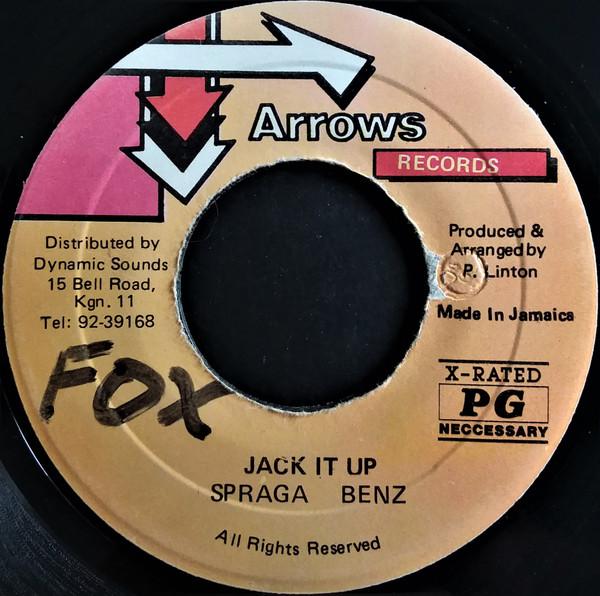 Arrows
RECORDS
Distributed by
Dynamic Sounds
15 Bell Road,
Kgn. 11
Tel: 92-39168
Produced &
Arranged by
P. Linton
Made In Jamaica
FOX
X-RATED
PG
NECCESSARY
JACK IT UP
SPRAGA BENZ
All Rights Reserved